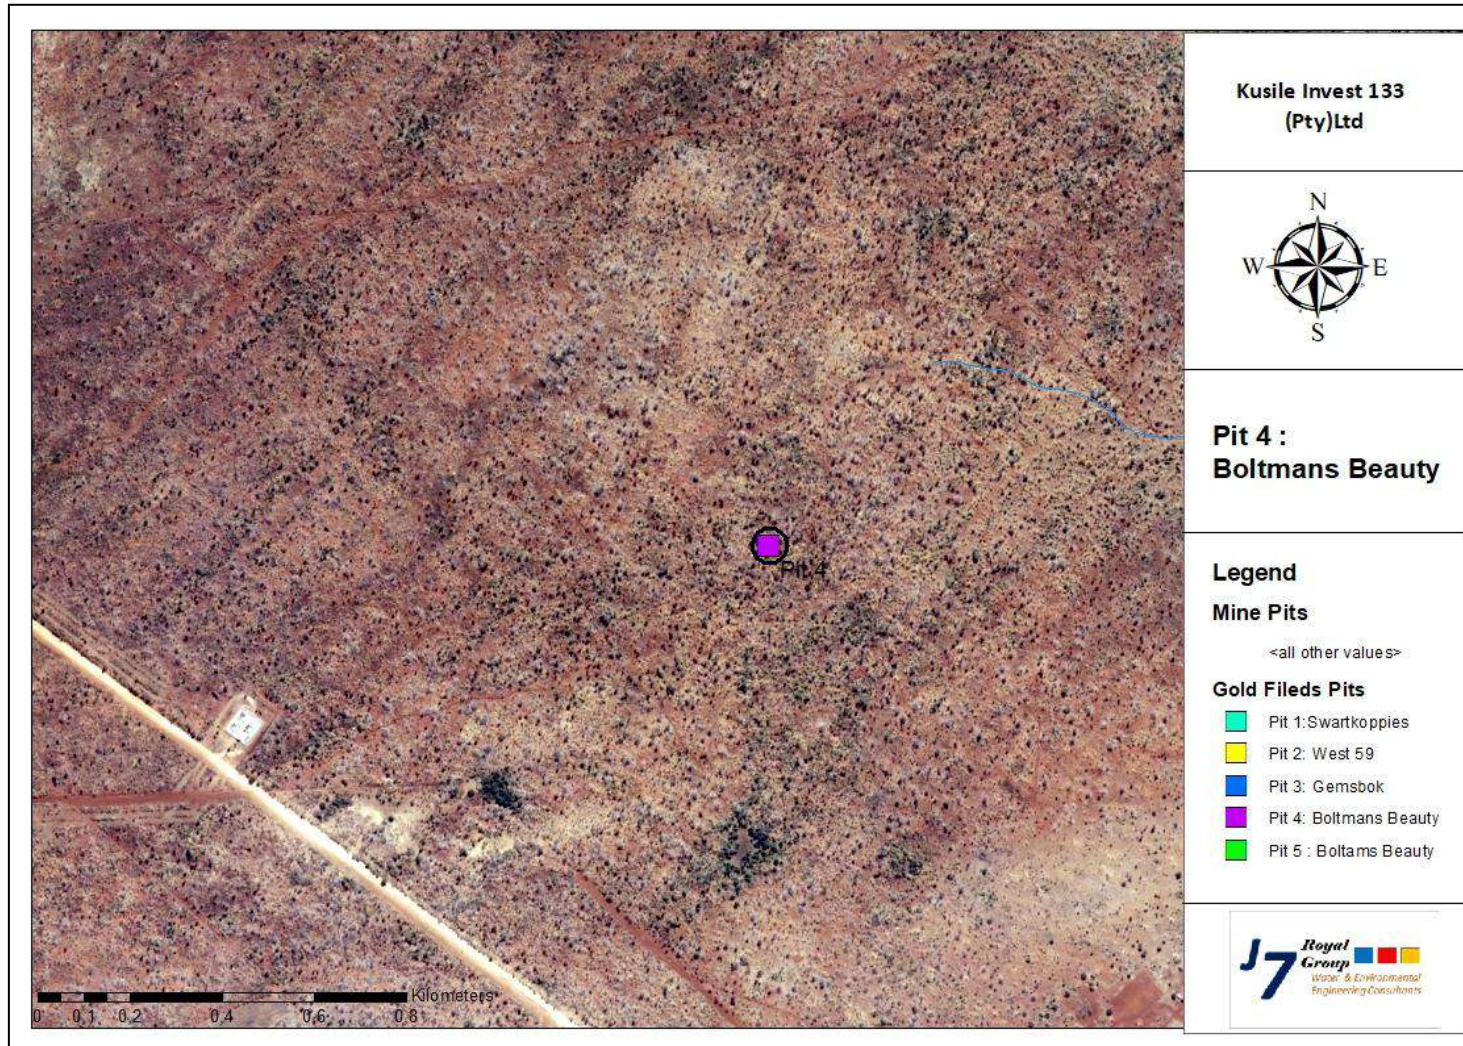 Kusile Invest 133
(Pty)Ltd
N
W E
S
Pit 4 :
Boltmans Beauty
Pit 4
Legend
Mine Pits
<all other values>
Gold Fileds Pits
Pit 1:Swartkoppies
Pit 2: West 59
Pit 3: Gemsbok
Pit 4: Boltmans Beauty
Pit 5 : Boltams Beauty
Kilometers
0 0.1 0.2 0.4 0.6 0.8
J7 Royal
Group
Water & Environmental
Engineering Consultants